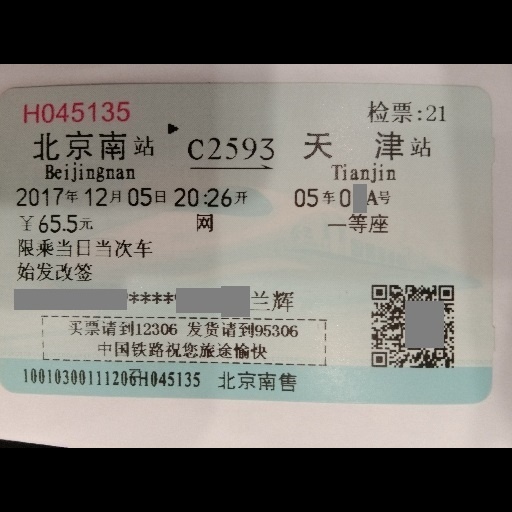 H045135 检票:21
北京南站 C2593 天津站
Beijingnan Tianjin
2017年12月05日20:26开 05车0A号
￥65.5元 网 一等座
限乘当日当次车
始发改签
****兰辉
买票请到12306 发货请到95306
中国铁路祝您旅途愉快
10010300111206H045135 北京南售